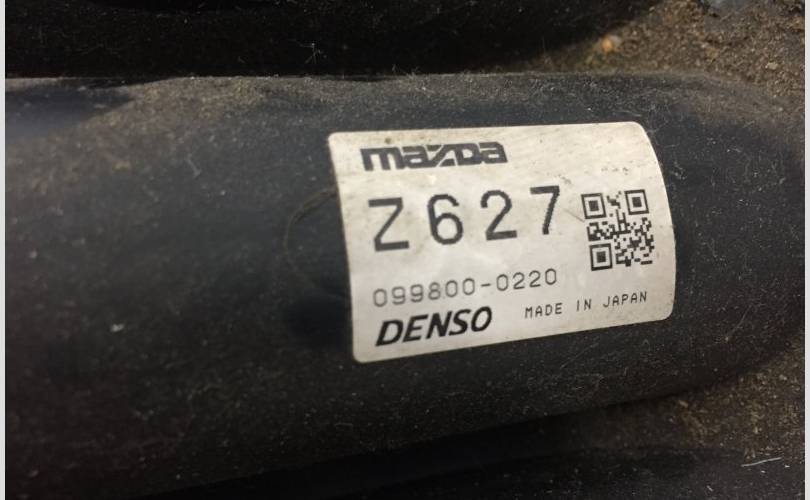 mazda
Z627
099800-0220
DENSO MADE IN JAPAN